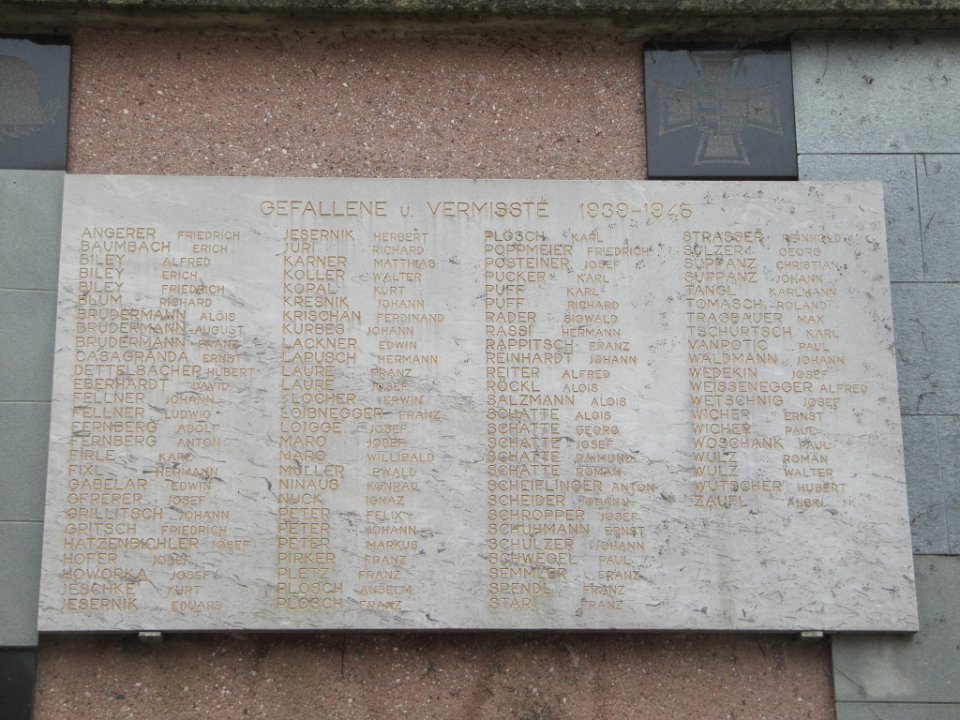 GEFALLENE u. VERMISSTE 1939-1945
ANGERER FRIEDRICH
BAUMBACH ERICH
BILEY ALFRED
BILEY ERICH
BILEY FRIEDRICH
BLUM RICHARD
BRUDERMANN ALOIS
BRUDERMANN AUGUST
BRUDERMANN FRANZ
CASAGRANDA ERNST
DETTELBACHER HUBERT
EBERHARDT DAVID
FELLNER JOHANN
FELLNER LUDWIG
FERNBERG ADOLF
FERNBERG ANTON
FIRLE KARL
FIXL HERMANN
GABELAR EDWIN
GFRERER JOSEF
GRILLITSCH JOHANN
GRITSCH FRIEDRICH
HATZENBICHLER JOSEF
HOFER JOSEF
HOWORKA JOSEF
JESCHKE KURT
JESERNIK EDUARD
JESERNIK HERBERT
JURI RICHARD
KARNER MATTHIAS
KOLLER WALTER
KOPAL KURT
KRESNIK JOHANN
KRISCHAN FERDINAND
KURBES JOHANN
LACKNER EDWIN
LAPUSCH HERMANN
LAURE FRANZ
LAURE JOSEF
LOCHER ERWIN
LOIBNEGGER FRANZ
LOIGGE JOSEF
MARO JOSEF
MARO WILLIBALD
MÜLLER EWALD
NINAUS KONRAD
NUCK IGNAZ
PETER FELIX
PETER JOHANN
PETER MARKUS
PIRKER FRANZ
PLETZ FRANZ
PLÖSCH ANSELM
PLÖSCH FRANZ
PLÖSCH KARL
POPPMEIER FRIEDRICH
POSTEINER JOSEF
PUCKER KARL
PUFF KARL
PUFF RICHARD
RADER SIGWALD
RASSI HERMANN
RAPPITSCH FRANZ
REINHARDT JOHANN
REITER ALFRED
RÖCKL ALOIS
SALZMANN ALOIS
SCHATTE ALOIS
SCHATTE GEORG
SCHATTE JOSEF
SCHATTE RAIMUND
SCHATTE ROMAN
SCHEIFLINGER ANTON
SCHEIDER JOHANN
SCHROPPER JOSEF
SCHUHMANN ERNST
SCHULZER JOHANN
SCHWEGEL PAUL
SEMMLER FRANZ
SPENDE FRANZ
STARZ FRANZ
STRASSER REINHOLD
SULZER GEORG
SUPPANZ CHRISTIAN
SUPPANZ JOHANN
TANGL KALMANN
TOMASCH ROLAND
TRAGBAUER MAX
TSCHURTSCH KARL
VANPOTIC PAUL
WALDMANN JOHANN
WEDEKIN JOSEF
WEISSENEGGER ALFRED
WETSCHNIG JOSEF
WICHER ERNST
WICHER PAUL
WOSCHANK PAUL
WULZ ROMAN
WULZ WALTER
WUTSCHER HUBERT
ZAUFL ALBIN